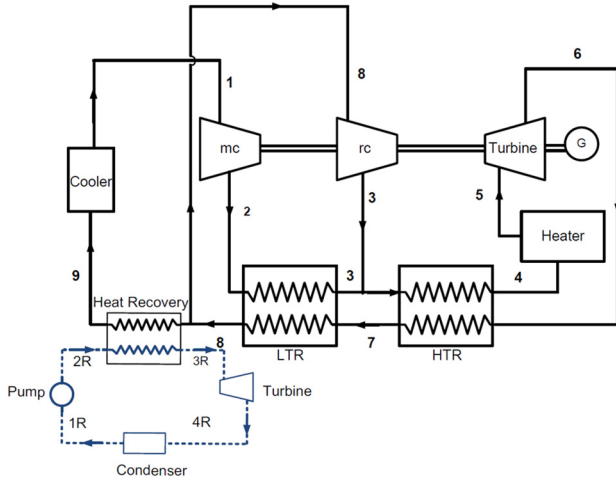 6
1
8
mc
rc
Turbine
G
Cooler
2
3
5
Heater
9
3
4
Heat Recovery
8
7
LTR
HTR
2R
3R
Pump
Turbine
1R
4R
Condenser